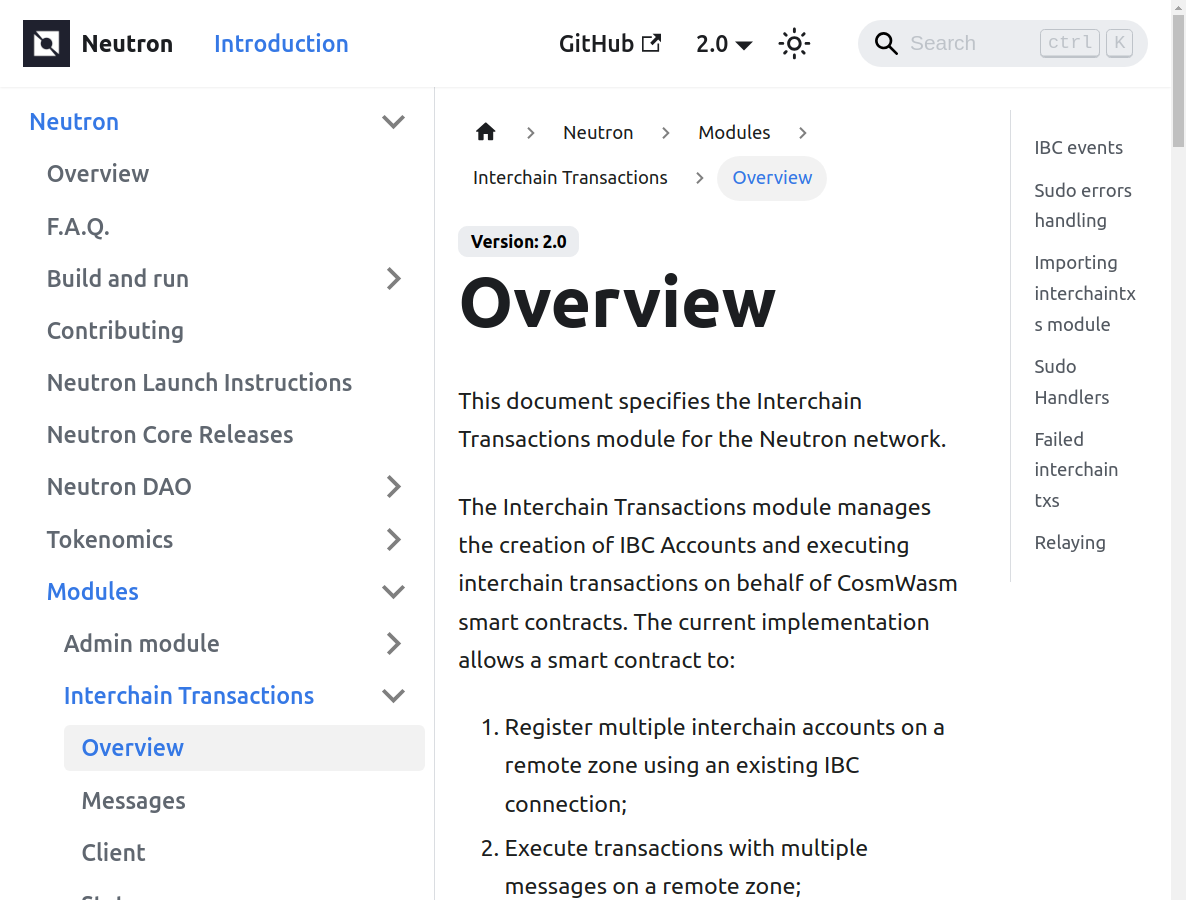 Neutron
Introduction
GitHub
2.0
Search
ctrl
K
Neutron
Overview
F.A.Q.
Build and run
Contributing
Neutron Launch Instructions
Neutron Core Releases
Neutron DAO
Tokenomics
Modules
Admin module
Interchain Transactions
Overview
Messages
Client
Neutron
Modules
Interchain Transactions
Overview
Version: 2.0
Overview
This document specifies the Interchain
Transactions module for the Neutron network.
The Interchain Transactions module manages
the creation of IBC Accounts and executing
interchain transactions on behalf of CosmWasm
smart contracts. The current implementation
allows a smart contract to:
1. Register multiple interchain accounts on a
remote zone using an existing IBC
connection;
2. Execute transactions with multiple
messages on a remote zone;
IBC events
Sudo errors
handling
Importing
interchaintx
s module
Sudo
Handlers
Failed
interchain
txs
Relaying